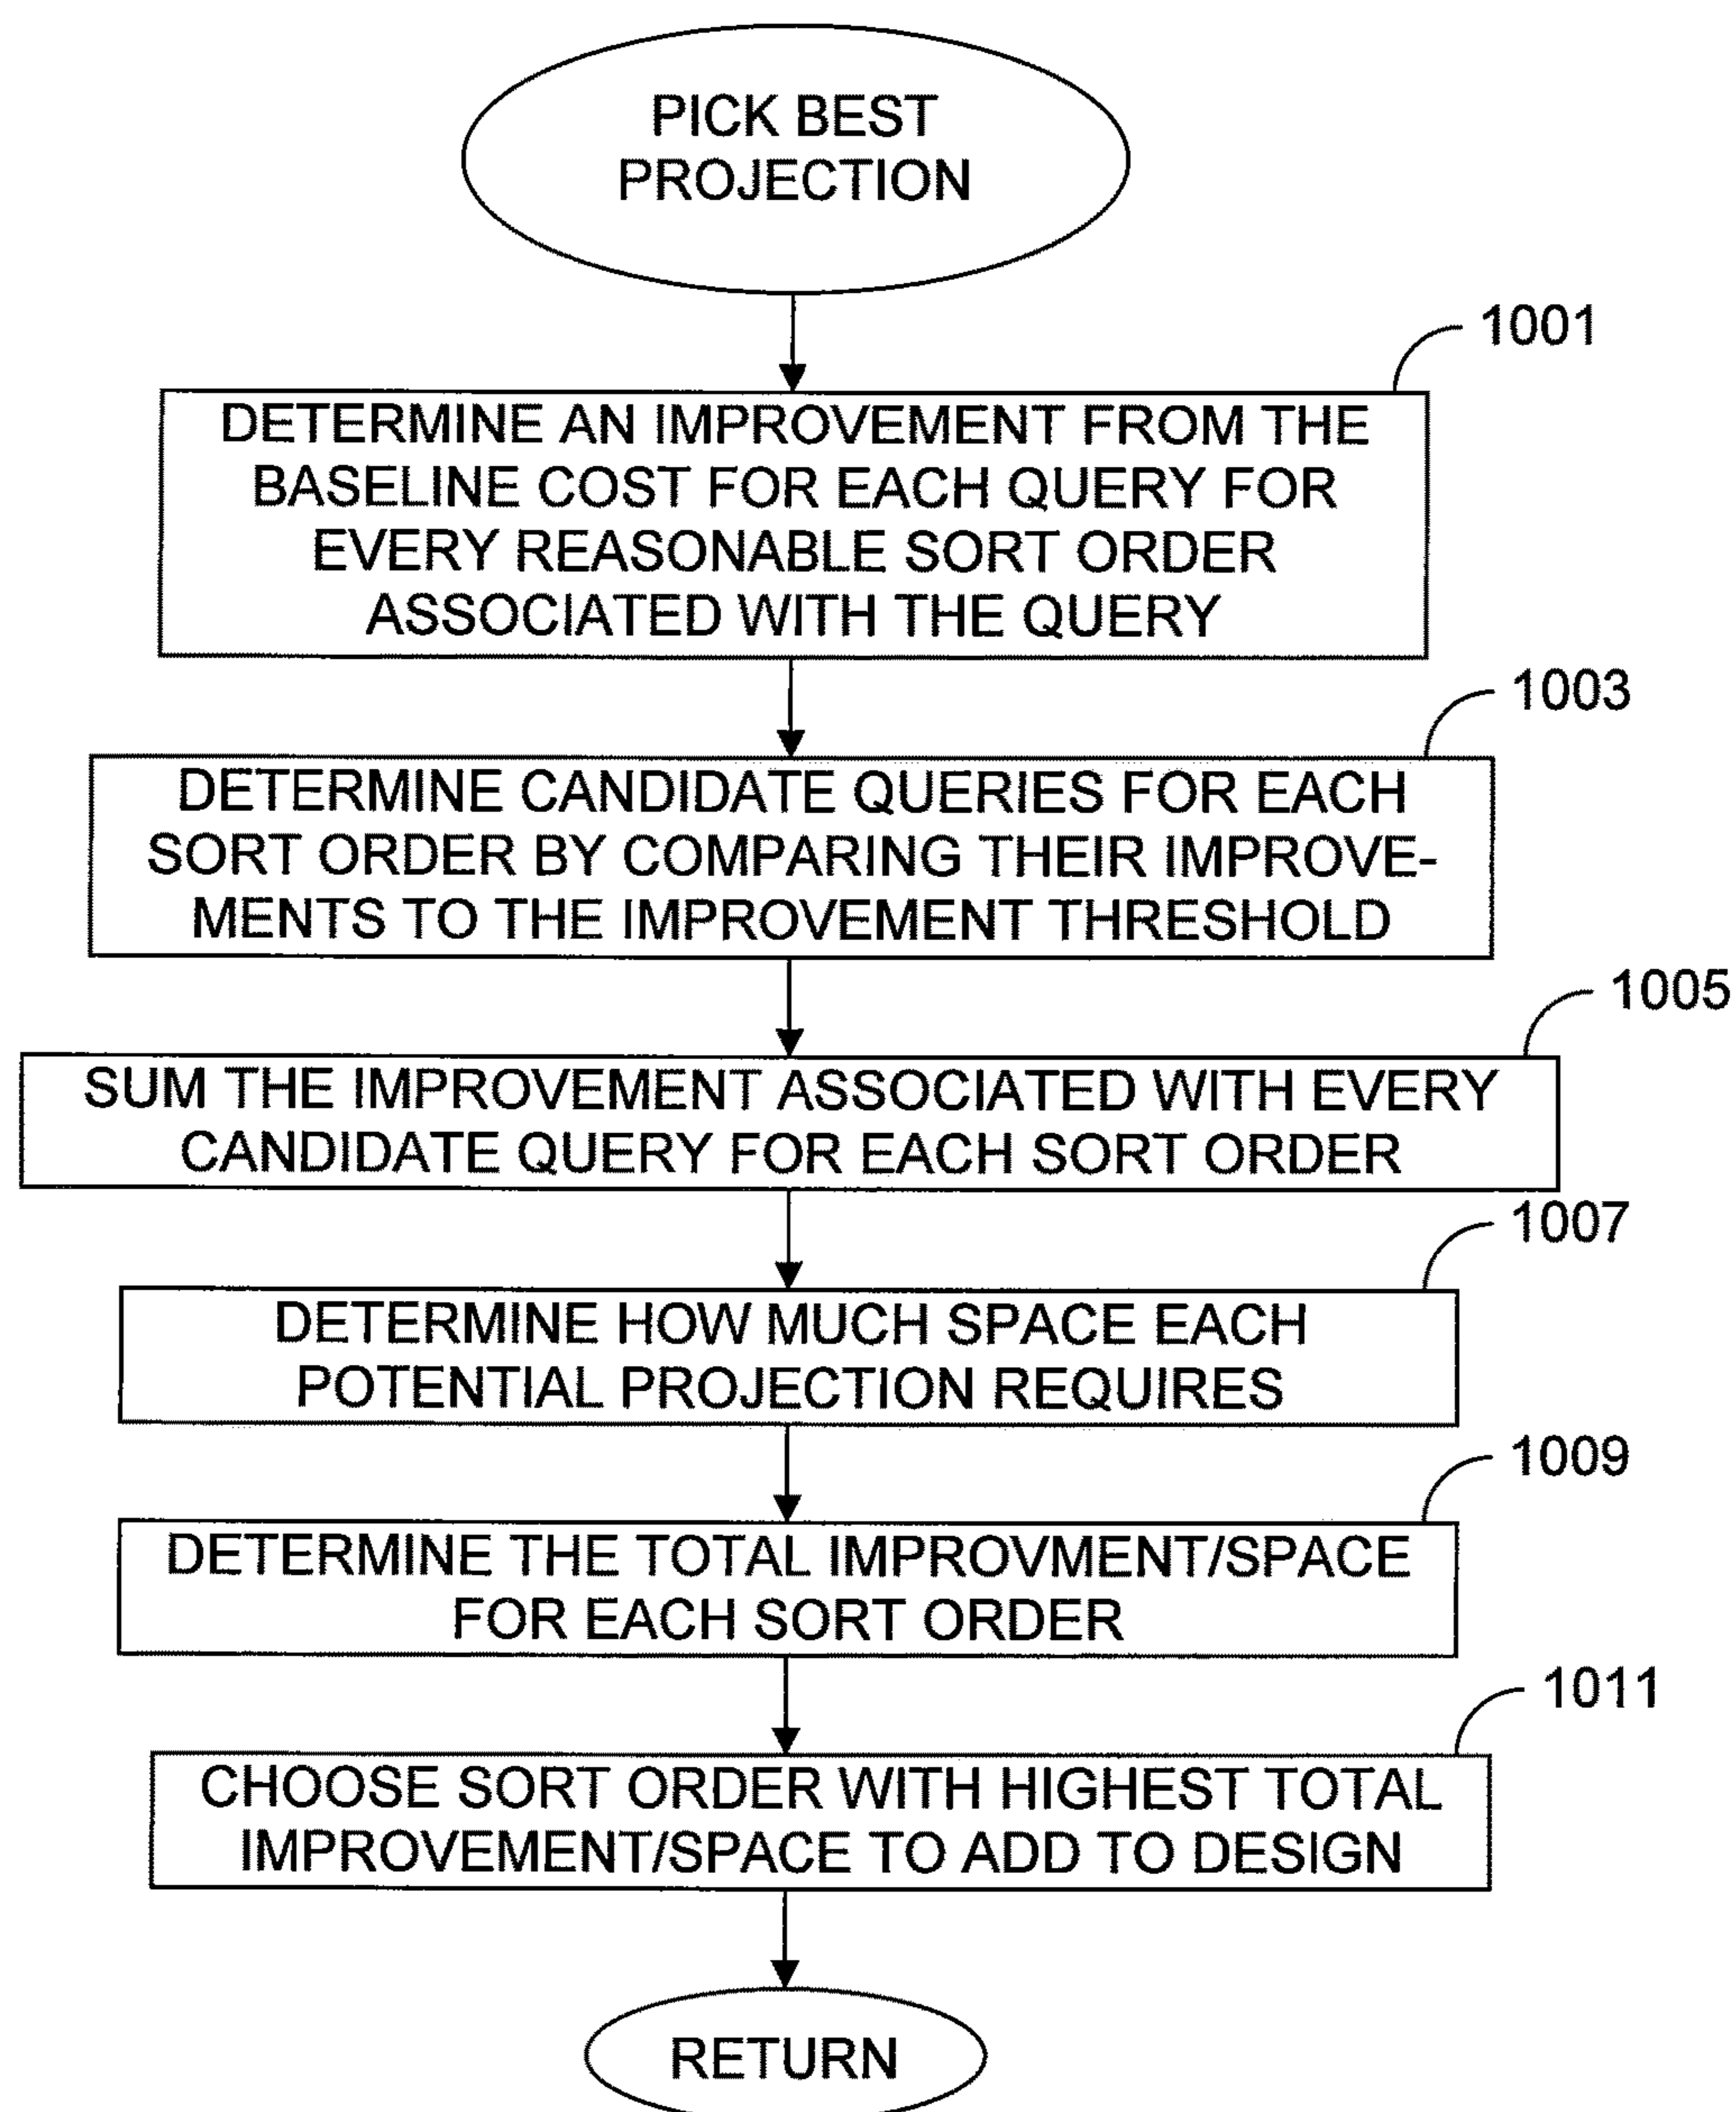 PICK BEST
PROJECTION
1001
DETERMINE AN IMPROVEMENT FROM THE
BASELINE COST FOR EACH QUERY FOR
EVERY REASONABLE SORT ORDER
ASSOCIATED WITH THE QUERY
1003
DETERMINE CANDIDATE QUERIES FOR EACH
SORT ORDER BY COMPARING THEIR IMPROVE-
MENTS TO THE IMPROVEMENT THRESHOLD
1005
SUM THE IMPROVEMENT ASSOCIATED WITH EVERY
CANDIDATE QUERY FOR EACH SORT ORDER
1007
DETERMINE HOW MUCH SPACE EACH
POTENTIAL PROJECTION REQUIRES
1009
DETERMINE THE TOTAL IMPROVMENT/SPACE
FOR EACH SORT ORDER
1011
CHOOSE SORT ORDER WITH HIGHEST TOTAL
IMPROVEMENT/SPACE TO ADD TO DESIGN
RETURN